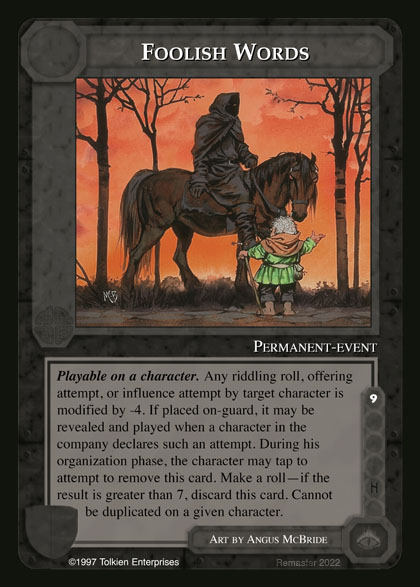 Foolish Words
McB
Permanent-event
Playable on a character. Any riddling roll, offering
attempt, or influence attempt by target character is
modified by -4. If placed on-guard, it may be
revealed and played when a character in the
company declares such an attempt. During his
organization phase, the character may tap to
attempt to remove this card. Make a roll—if the
result is greater than 7, discard this card. Cannot
be duplicated on a given character.
9
H
Art by Angus McBride
©1997 Tolkien Enterprises
Remaster 2022